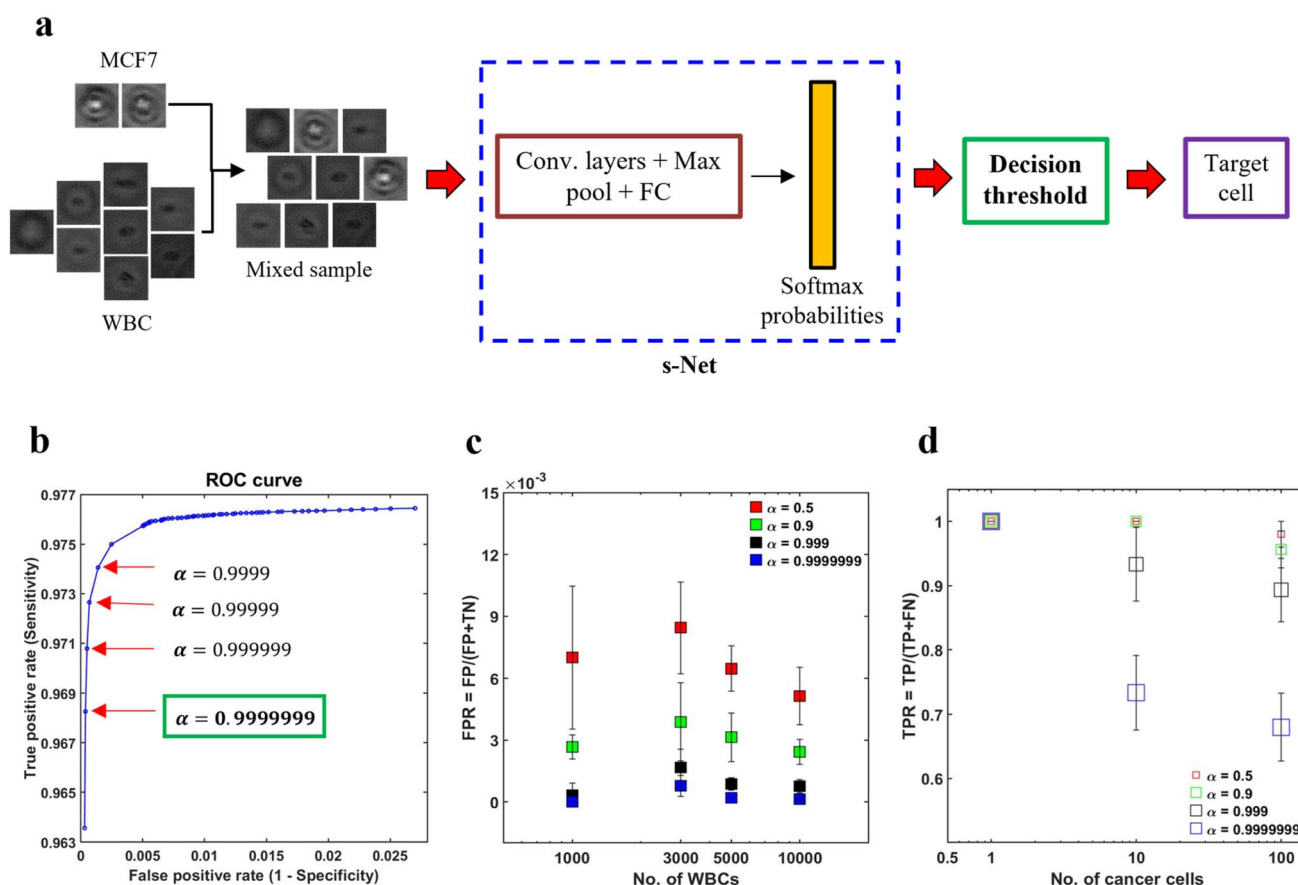 a
MCF7
WBC
Mixed sample
Conv. layers + Max
pool + FC
Softmax
probabilities
s-Net
Decision
threshold
Target
cell
b
ROC curve
True positive rate (Sensitivity)
0.977
0.975
0.973
0.971
0.969
0.967
0.965
0.963
α = 0.9999
α = 0.99999
α = 0.999999
α = 0.9999999
0
0.005
0.01
0.015
0.02
0.025
False positive rate (1 - Specificity)
c
×10⁻³
FPR = FP/(FP+TN)
15
12
9
6
3
0
α = 0.5
α = 0.9
α = 0.999
α = 0.9999999
1000
3000
5000
10000
No. of WBCs
d
TPR = TP/(TP+FN)
1
0.9
0.8
0.7
0.6
α = 0.5
α = 0.9
α = 0.999
α = 0.9999999
0.5
1
10
100
No. of cancer cells